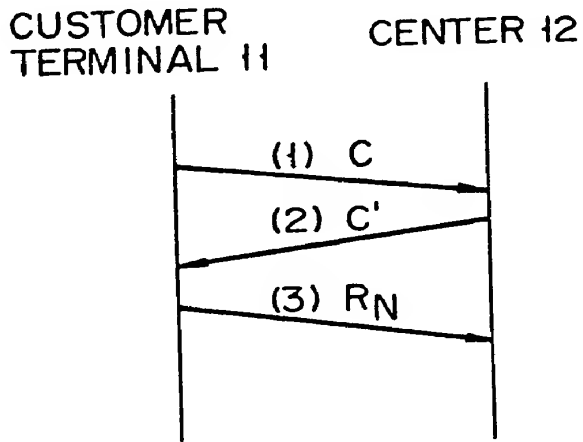 CUSTOMER
TERMINAL 11
CENTER 12
(1) C
(2) C'
(3) RN